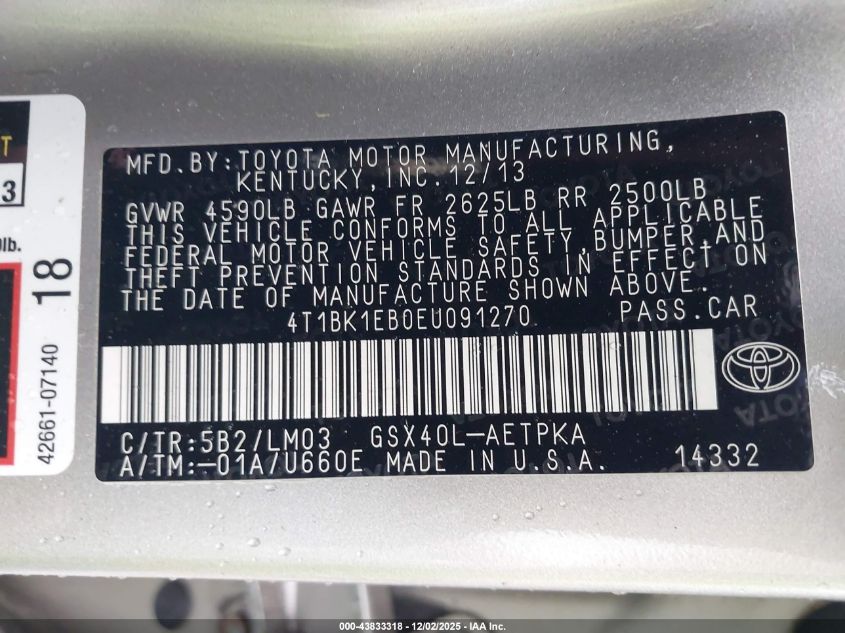 T
3
0lb.
18
42661-07140
MFD.BY:TOYOTA MOTOR MANUFACTURING,
KENTUCKY,INC.12/13
GVWR 4590LB GAWR FR 2625LB RR 2500LB
THIS VEHICLE CONFORMS TO ALL APPLICABLE
FEDERAL MOTOR VEHICLE SAFETY,BUMPER,AND
THEFT PREVENTION STANDARDS IN EFFECT ON
THE DATE OF MANUFACTURE SHOWN ABOVE.
4T1BK1EB0EU091270 PASS.CAR
C/TR:5B2/LM03 GSX40L-AETPKA
A/TM:-01A/U660E MADE IN U.S.A. 14332
000-43833318 - 12/02/2025 - IAA Inc.